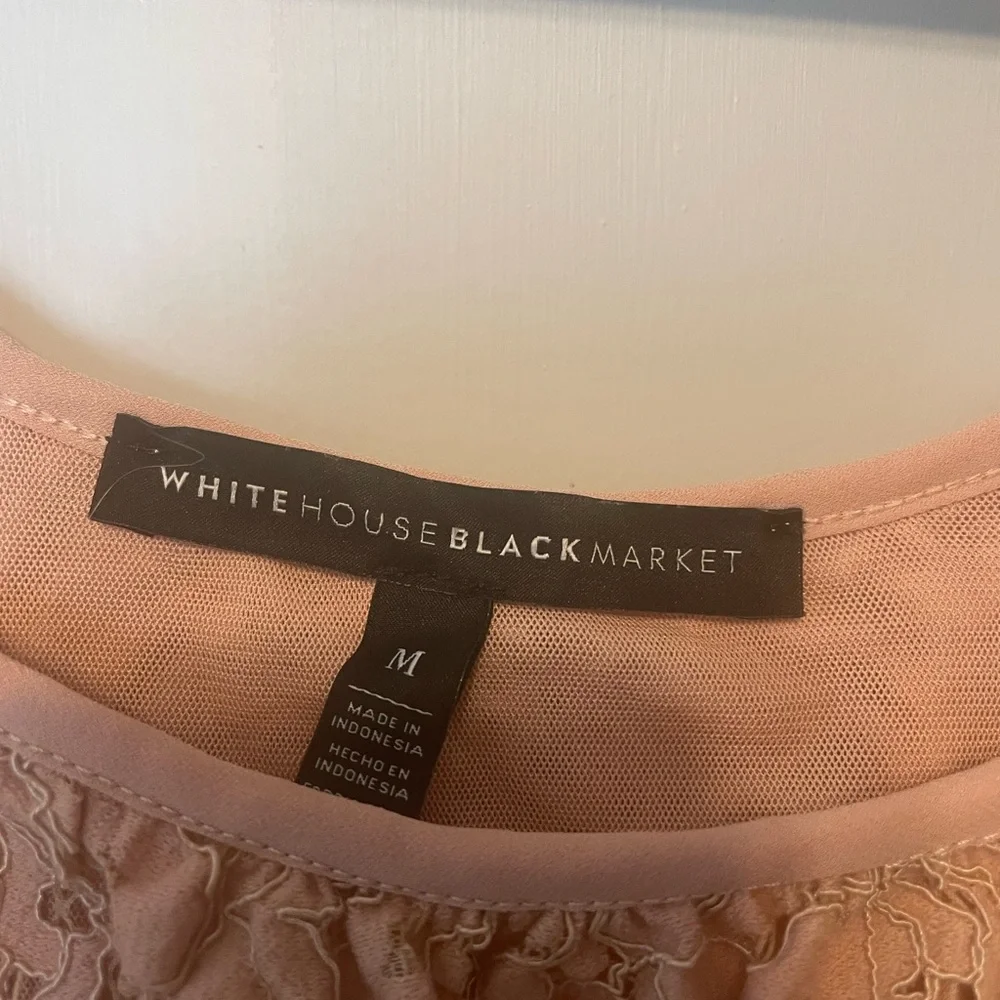 WHITEHOUSEBLACKMARKET
M
MADE IN
INDONESIA
HECHO EN
INDONESIA